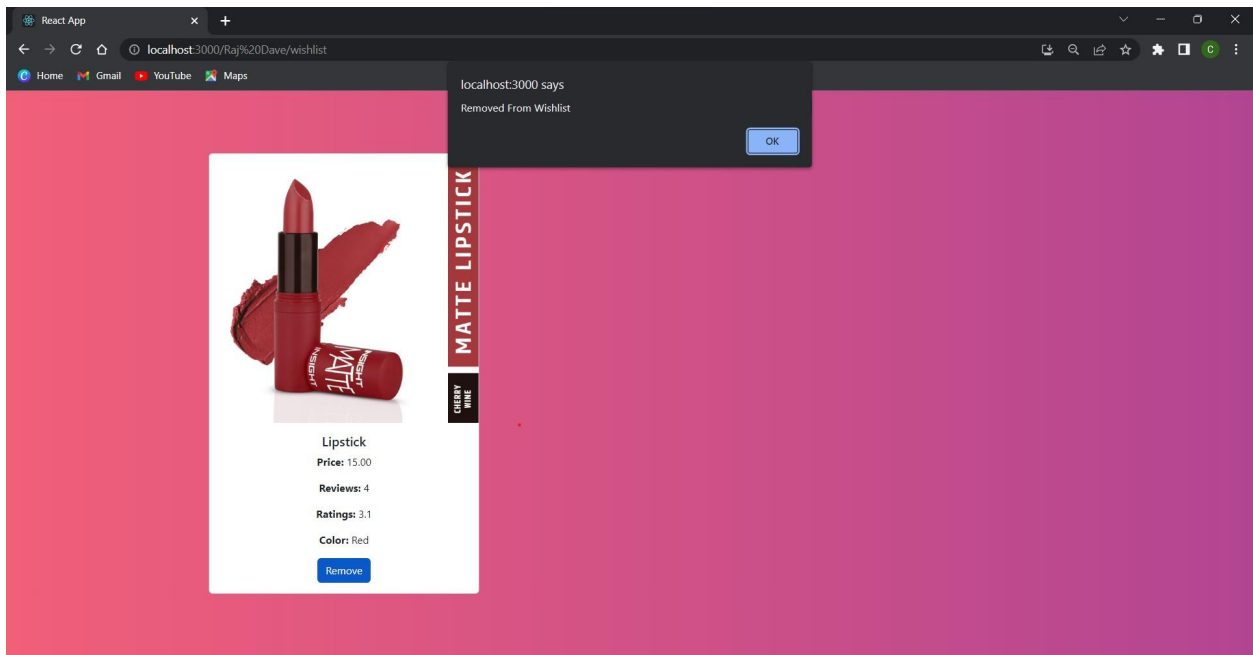 React App
localhost:3000/Raj%20Dave/wishlist
C
Home
Gmail
YouTube
Maps
localhost:3000 says
Removed From Wishlist
OK
MATTE LIPSTICK
CHERRY
WINE
INSIGHT
MATTE
INSIGHT
Lipstick
Price: 15.00
Reviews: 4
Ratings: 3.1
Color: Red
Remove